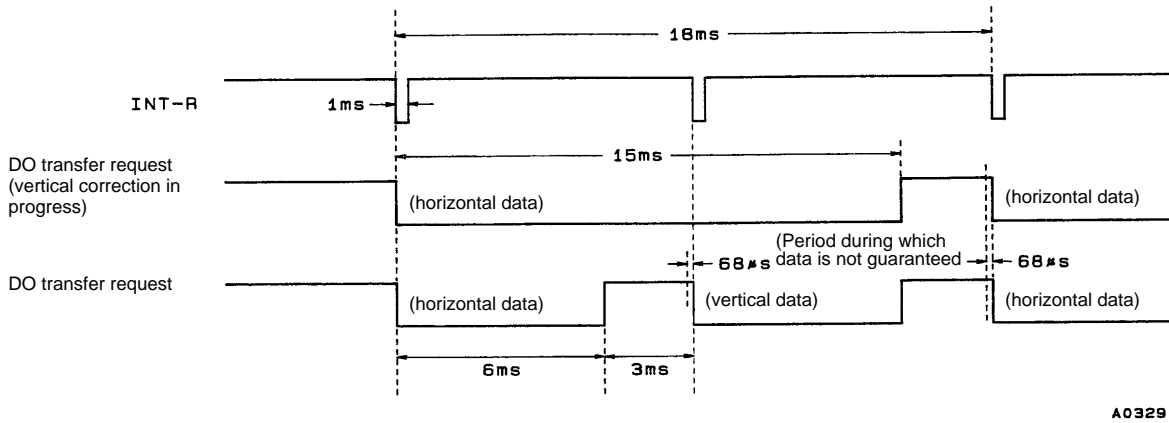 18ms
INT-R
1ms
15ms
DO transfer request
(vertical correction in
progress)
(horizontal data)
(horizontal data)
(Period during which
data is not guaranteed
68μs
68μs
DO transfer request
(horizontal data)
(vertical data)
(horizontal data)
6ms
3ms
A0329